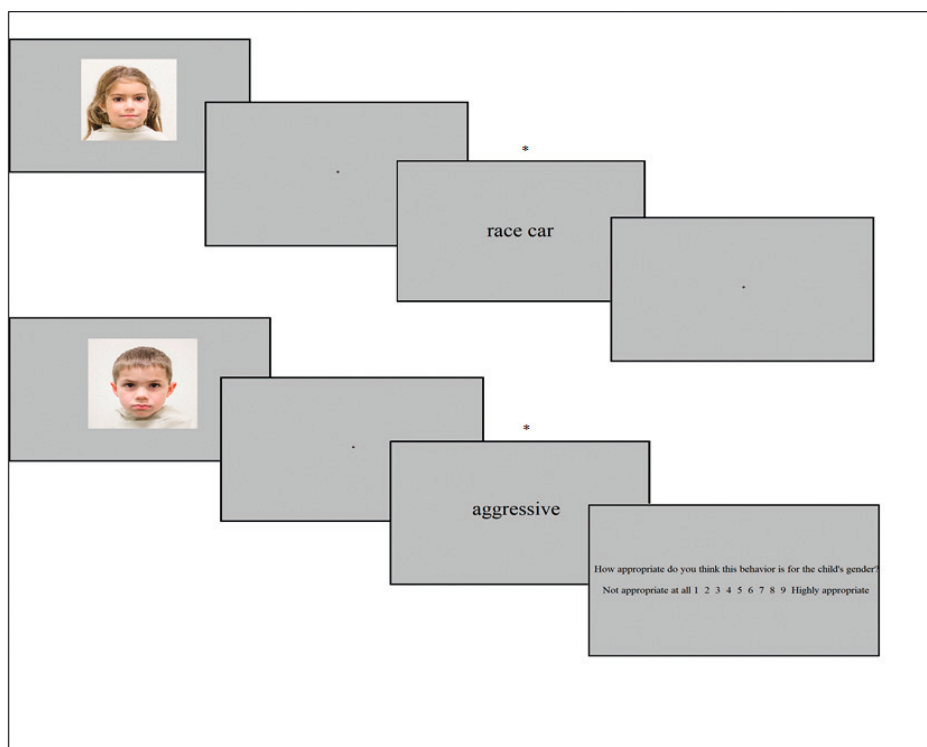 *
race car
*
aggressive
How appropriate do you think this behavior is for the child's gender?
Not appropriate at all 1 2 3 4 5 6 7 8 9 Highly appropriate